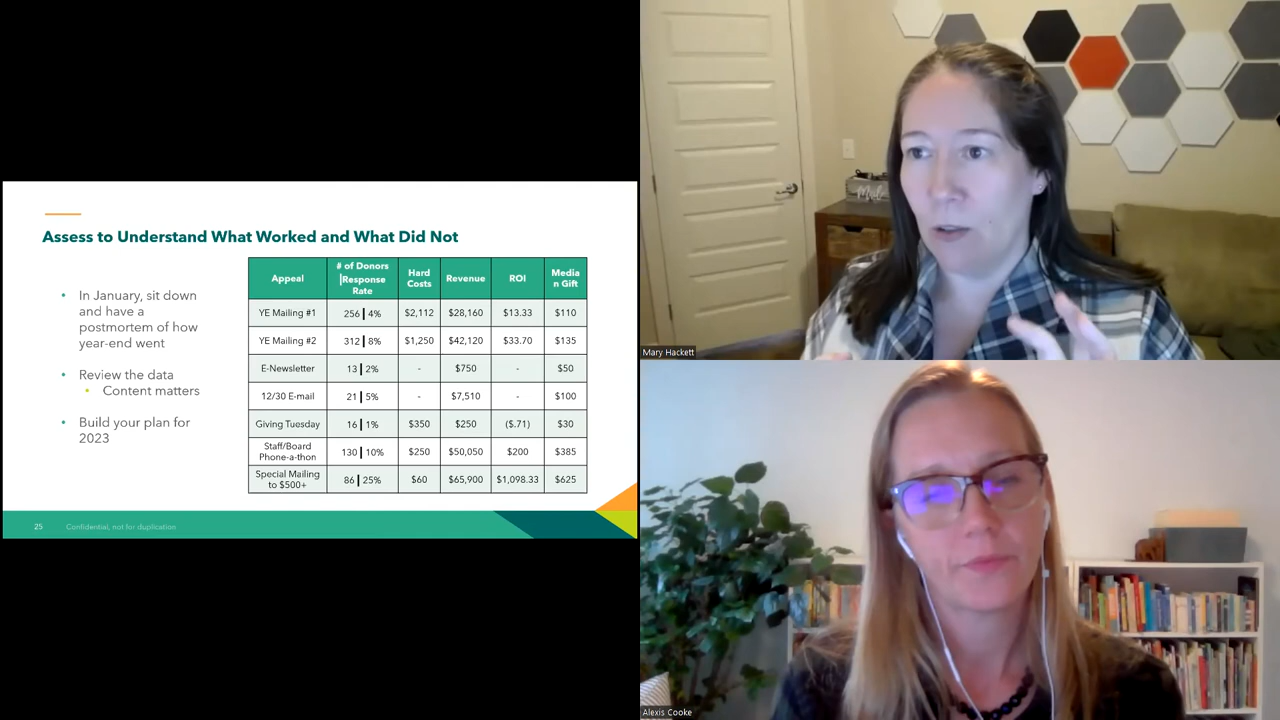 Assess to Understand What Worked and What Did Not
• In January, sit down
and have a
postmortem of how
year-end went
• Review the data
• Content matters
• Build your plan for
2023
Appeal # of Donors |Response Rate Hard Costs Revenue ROI Media n Gift
YE Mailing #1 256 | 4% $2,112 $28,160 $13.33 $110
YE Mailing #2 312 | 8% $1,250 $42,120 $33.70 $135
E-Newsletter 13 | 2% - $750 - $50
12/30 E-mail 21 | 5% - $7,510 - $100
Giving Tuesday 16 | 1% $350 $250 ($.71) $30
Staff/Board Phone-a-thon 130 | 10% $250 $50,050 $200 $385
Special Mailing to $500+ 86 | 25% $60 $65,900 $1,098.33 $625
25 Confidential, not for duplication
Mary Hackett
Alexis Cooke